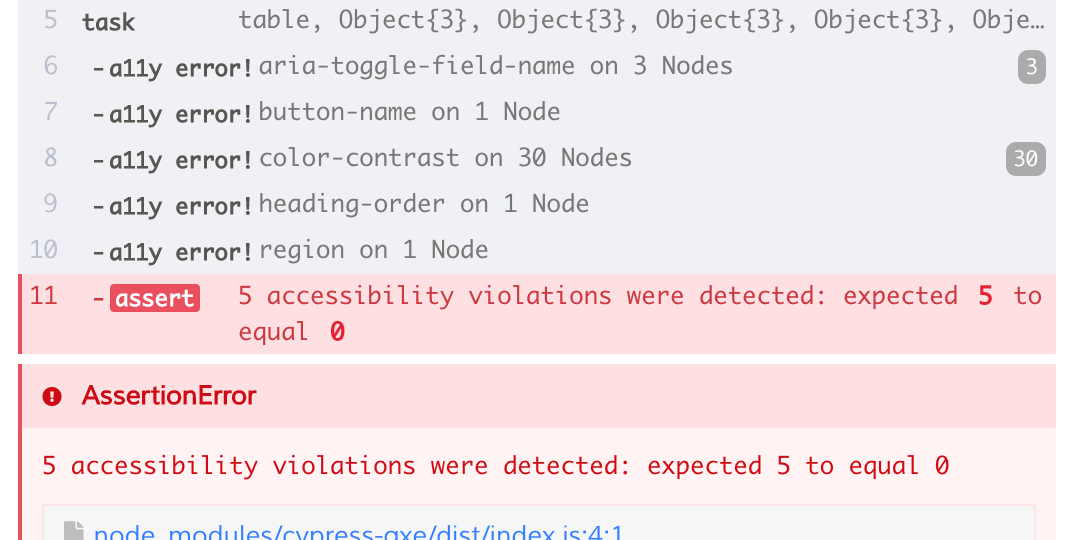 5 task table, Object{3}, Object{3}, Object{3}, Object{3}, Obje…
6 -a11y error! aria-toggle-field-name on 3 Nodes 3
7 -a11y error! button-name on 1 Node
8 -a11y error! color-contrast on 30 Nodes 30
9 -a11y error! heading-order on 1 Node
10 -a11y error! region on 1 Node
11 -assert 5 accessibility violations were detected: expected 5 to
equal 0
AssertionError
5 accessibility violations were detected: expected 5 to equal 0
node_modules/cypress-axe/dist/index.js:4:1